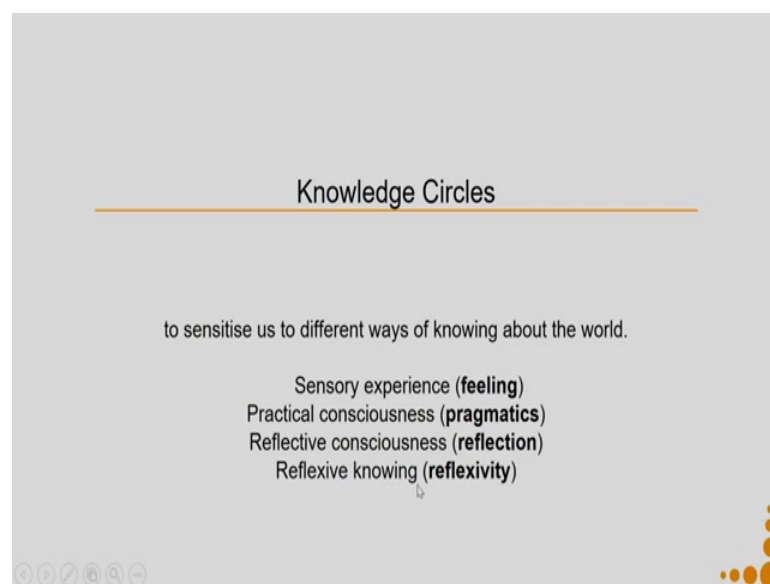 Knowledge Circles
to sensitise us to different ways of knowing about the world.
Sensory experience (feeling)
Practical consciousness (pragmatics)
Reflective consciousness (reflection)
Reflexive knowing (reflexivity)